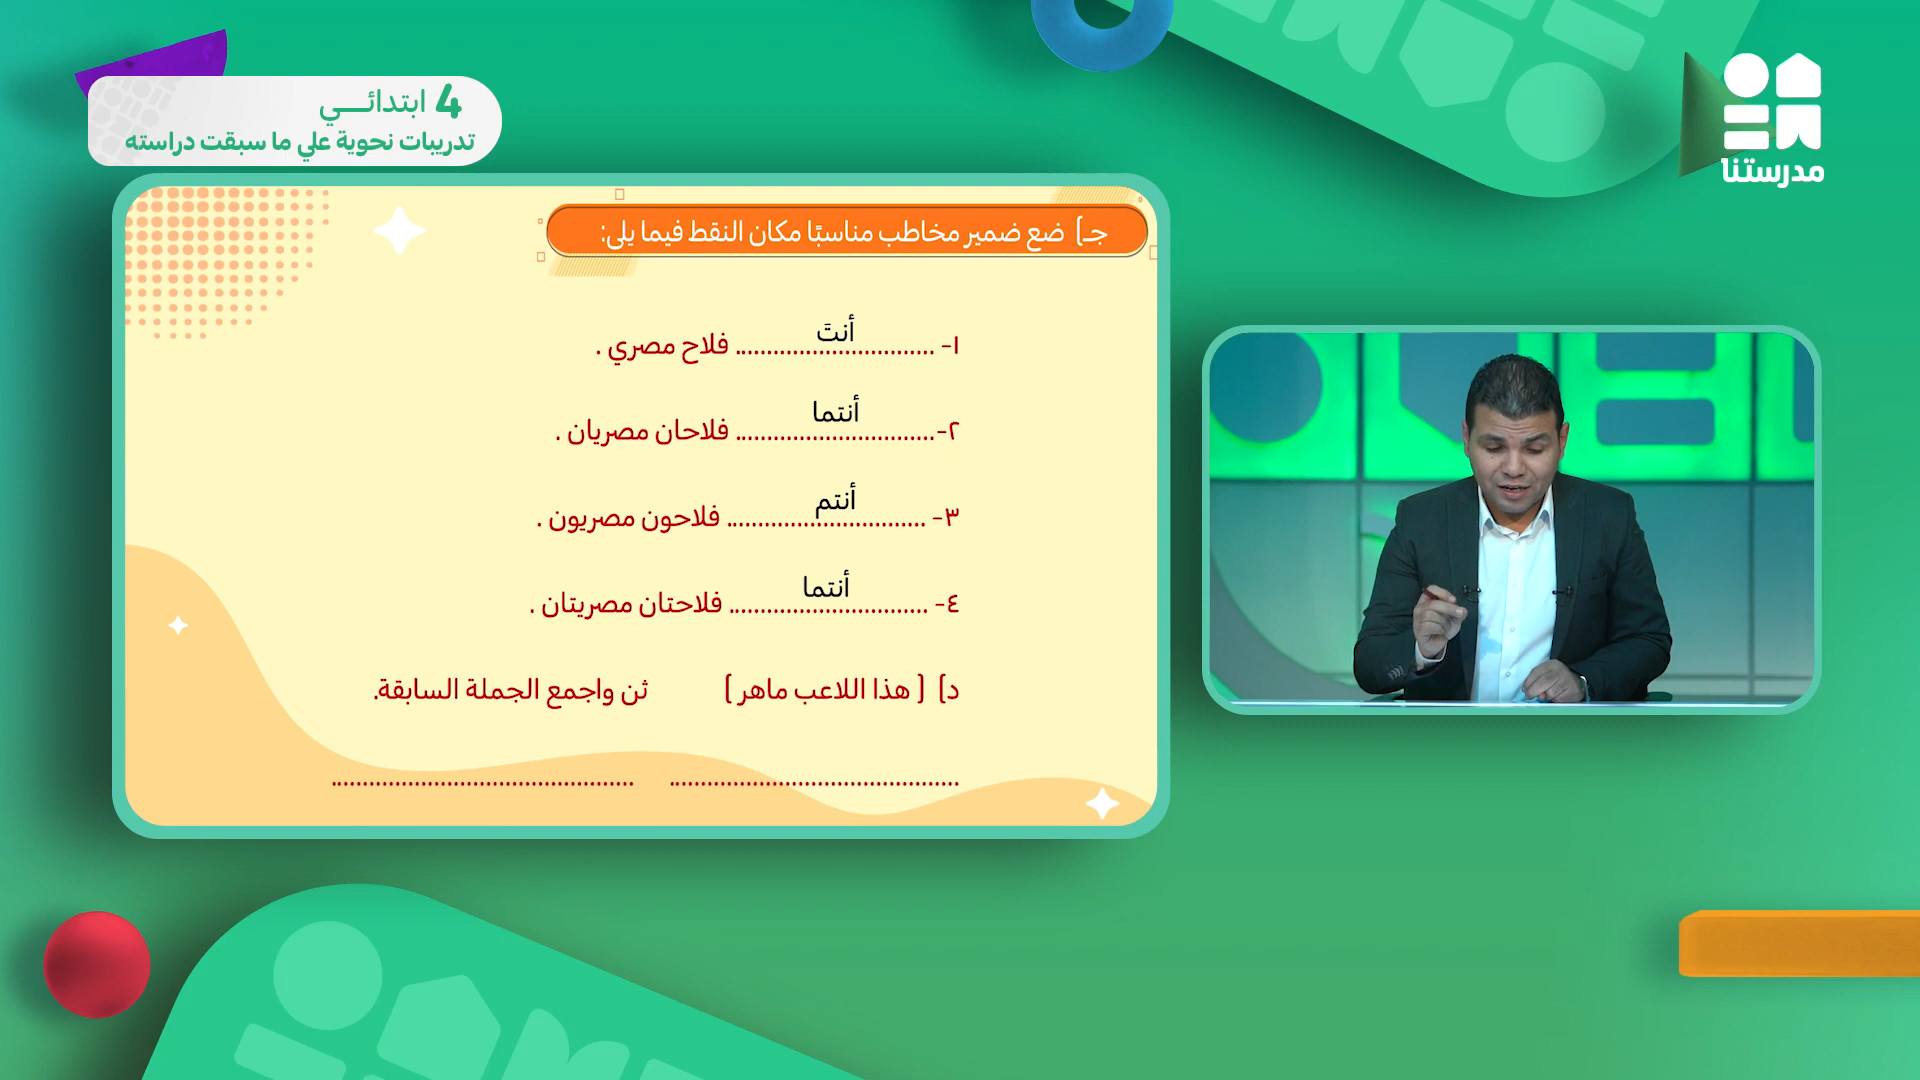 4 ابتدائـــي
تدريبات نحوية علي ما سبقت دراسته
مدرستنا
جـ) ضع ضمير مخاطب مناسبًا مكان النقط فيما يلى:
١- ................................ فلاح مصري .
أنتَ
٢- ................................ فلاحان مصريان .
أنتما
٣- ................................ فلاحون مصريون .
أنتم
٤- ................................ فلاحتان مصريتان .
أنتما
د) ( هذا اللاعب ماهر ) ثن واجمع الجملة السابقة.
................................................ ................................................